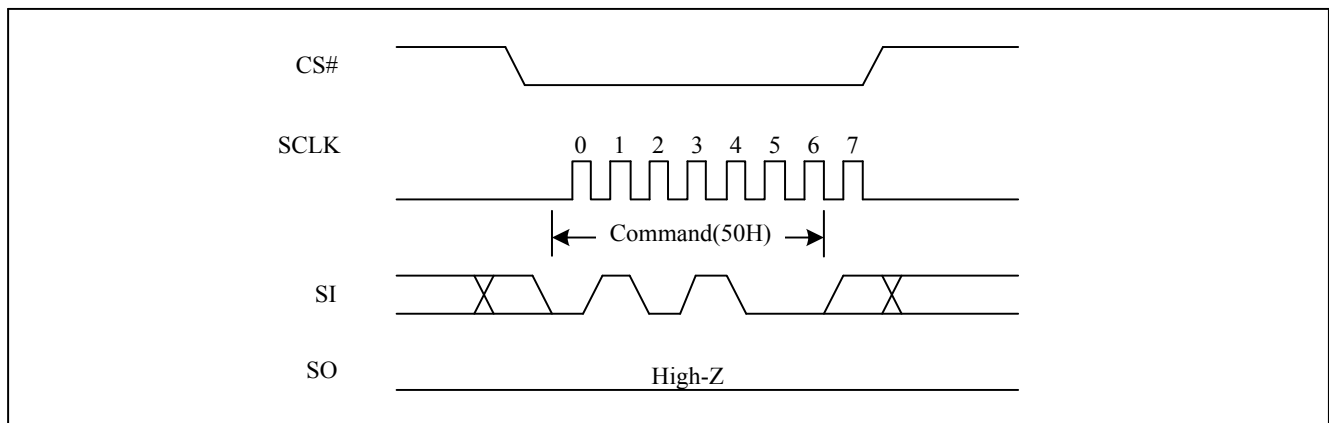 CS#
SCLK
0 1 2 3 4 5 6 7
Command(50H)
SI
SO
High-Z